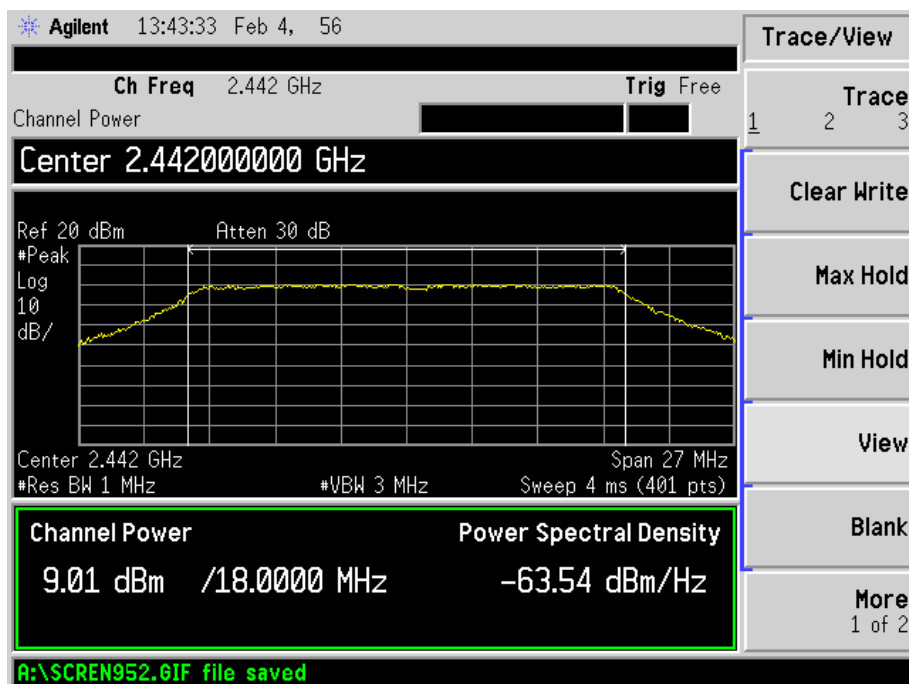 Agilent 13:43:33 Feb 4, 56
Trace/View
Ch Freq 2.442 GHz Trig Free
Channel Power
Center 2.442000000 GHz
Ref 20 dBm Atten 30 dB
#Peak
Log
10
dB/
Center 2.442 GHz Span 27 MHz
#Res BW 1 MHz #VBW 3 MHz Sweep 4 ms (401 pts)
Channel Power Power Spectral Density
9.01 dBm /18.0000 MHz -63.54 dBm/Hz
A:\SCREN952.GIF file saved
Trace
1 2 3
Clear Write
Max Hold
Min Hold
View
Blank
More
1 of 2